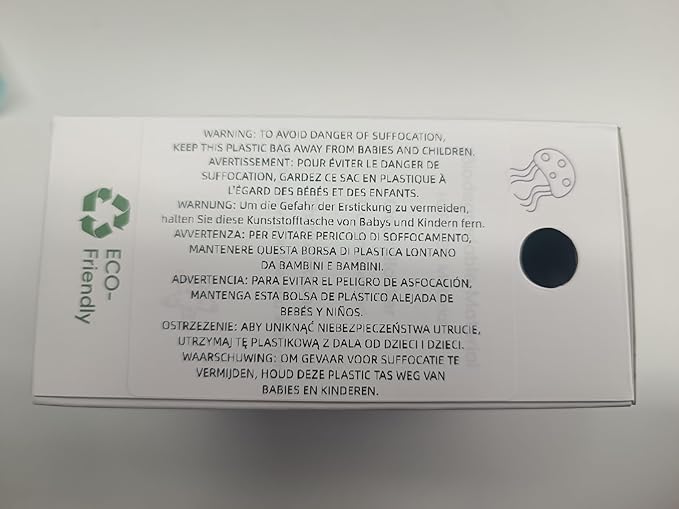 WARNING: TO AVOID DANGER OF SUFFOCATION,
KEEP THIS PLASTIC BAG AWAY FROM BABIES AND CHILDREN.
AVERTISSEMENT: POUR ÉVITER LE DANGER DE
SUFFOCATION, GARDEZ CE SAC EN PLASTIQUE À
L'ÉGARD DES BÉBÉS ET DES ENFANTS.
WARNUNG: Um die Gefahr der Erstickung zu vermeiden,
halten Sie diese Kunststofftasche von Babys und Kindern fern.
AVVERTENZA: PER EVITARE PERICOLO DI SOFFOCAMENTO,
MANTENERE QUESTA BORSA DI PLASTICA LONTANO
DA BAMBINI E BAMBINI.
ADVERTENCIA: PARA EVITAR EL PELIGRO DE ASFOCACIÓN,
MANTENGA ESTA BOLSA DE PLÁSTICO ALEJADA DE
BEBÉS Y NIÑOS.
OSTRZEZENIE: ABY UNIKNĄĆ NIEBEZPIECZEŃSTWA UTRUCIE,
UTRZYMAJ TĘ PLASTIKOWĄ Z DALA OD DZIECI I DZIECI.
WAARSCHUWING: OM GEVAAR VOOR SUFFOCATIE TE
VERMIJDEN, HOUD DEZE PLASTIC TAS WEG VAN
BABIES EN KINDEREN.
ECO-
Friendly